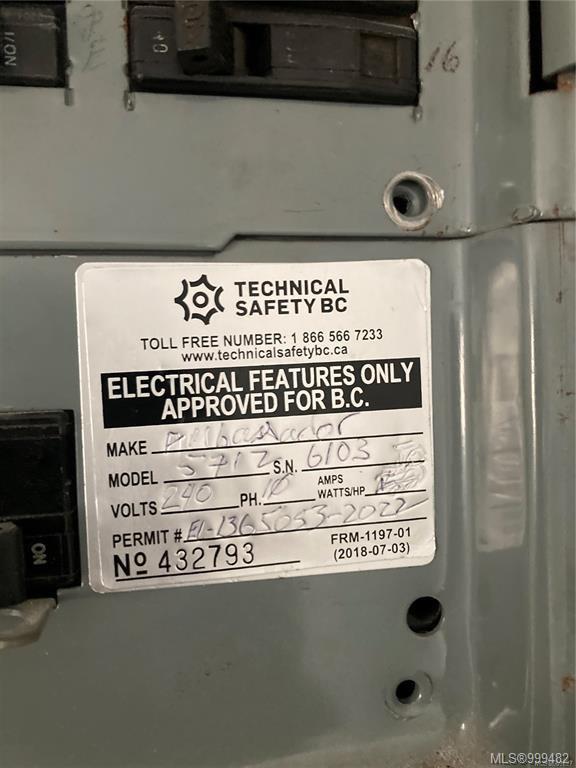 I/ON
16
TECHNICAL
SAFETY BC
TOLL FREE NUMBER: 1 866 566 7233
www.technicalsafetybc.ca
ELECTRICAL FEATURES ONLY
APPROVED FOR B.C.
MAKE Ambassador
MODEL 5712 S.N. 6103
VOLTS 240 PH. 1Ø AMPS
WATTS/HP
PERMIT # El-1365053-2022
Nº 432793 FRM-1197-01
(2018-07-03)
ON
MLS®999482